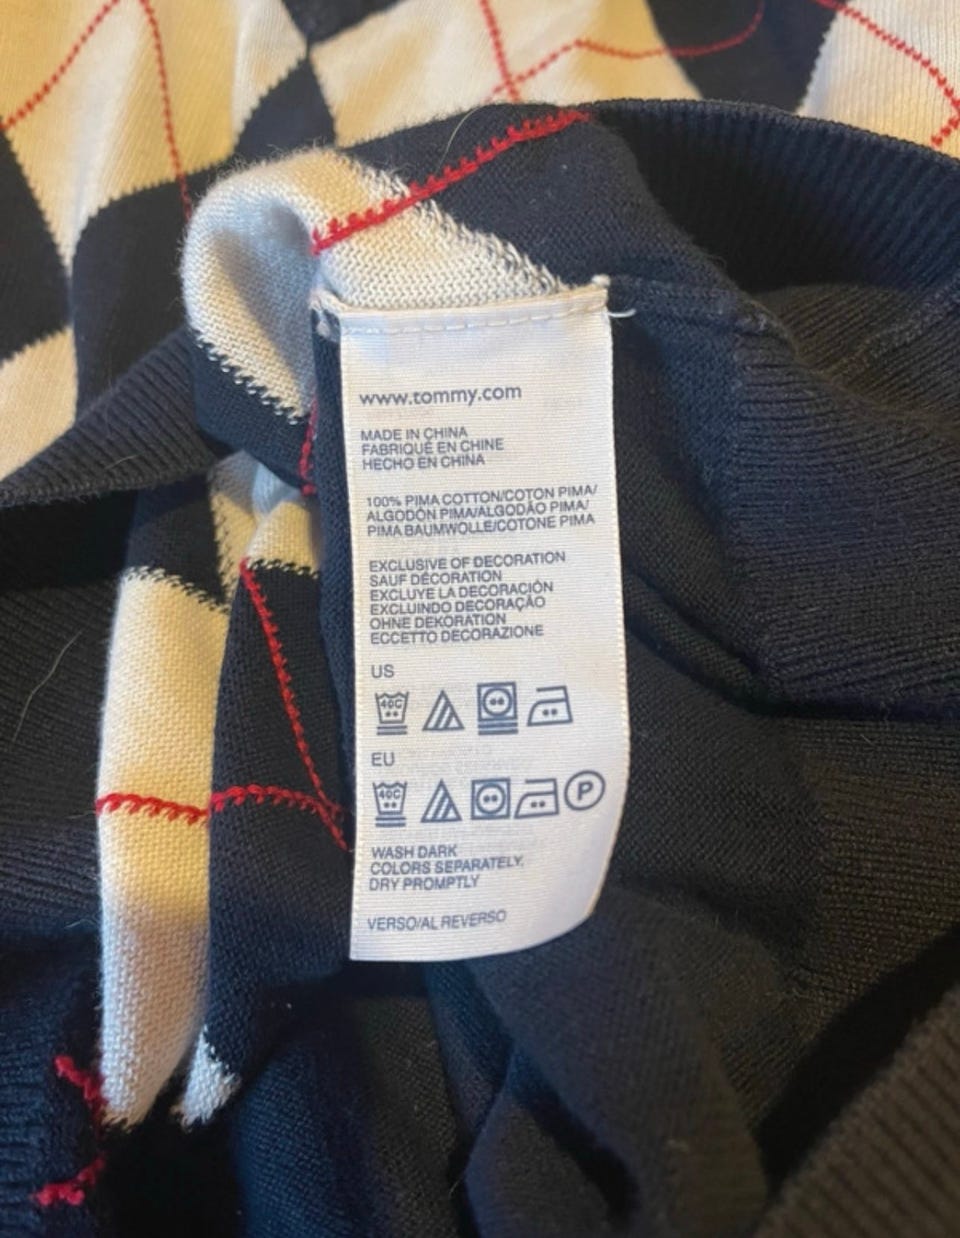 www.tommy.com
MADE IN CHINA
FABRIQUÉ EN CHINE
HECHO EN CHINA
100% PIMA COTTON/COTON PIMA/
ALGODÓN PIMA/ALGODÃO PIMA/
PIMA BAUMWOLLE/COTONE PIMA
EXCLUSIVE OF DECORATION
SAUF DÉCORATION
EXCLUYE LA DECORACIÓN
EXCLUINDO DECORAÇÃO
OHNE DEKORATION
ECCETTO DECORAZIONE
US
40C
EU
40C P
WASH DARK
COLORS SEPARATELY.
DRY PROMPTLY
VERSO/AL REVERSO